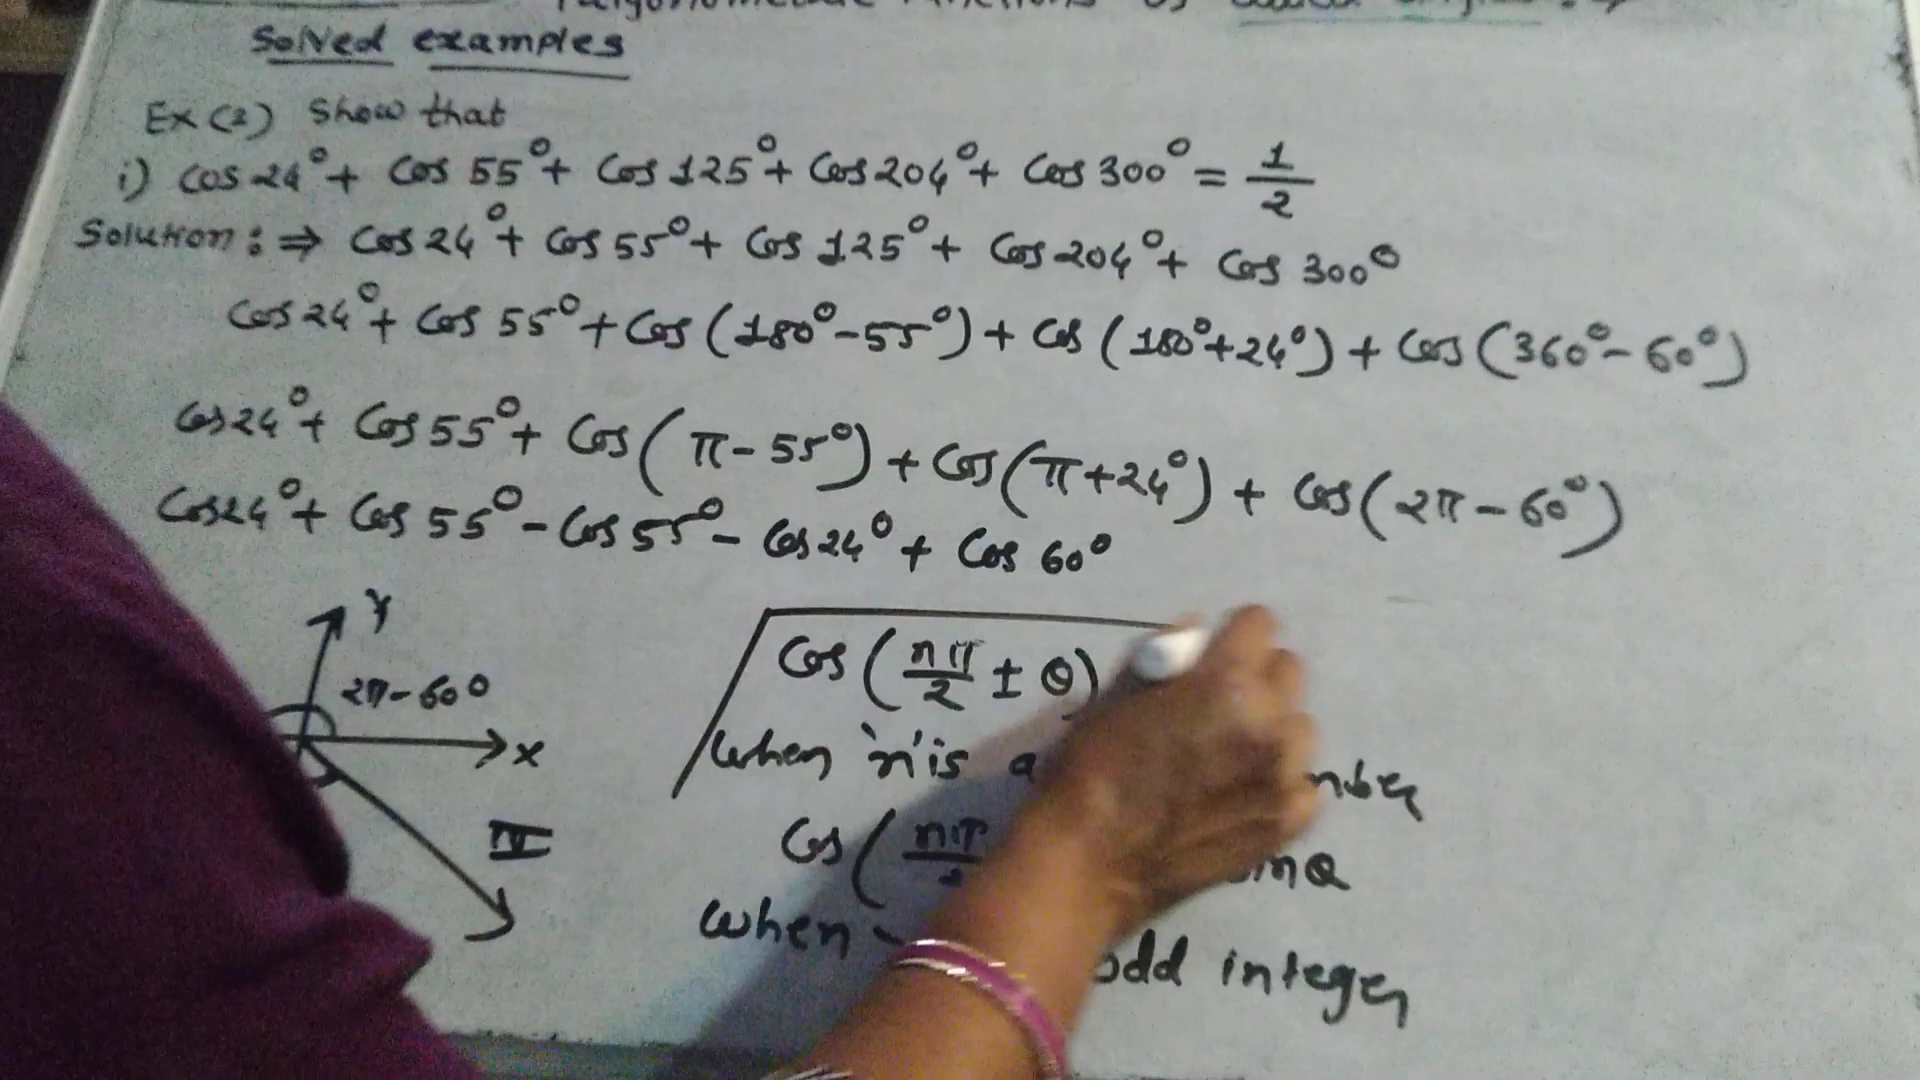 Solved examples
Ex (2) Show that
i) cos 24° + cos 55° + cos 125° + cos 204° + cos 300° = 1/2
Solution : ⇒ cos 24° + cos 55° + cos 125° + cos 204° + cos 300°
cos 24° + cos 55° + cos (180° - 55°) + cos (180° + 24°) + cos (360° - 60°)
cos 24° + cos 55° + cos (π - 55°) + cos (π + 24°) + cos (2π - 60°)
cos 24° + cos 55° - cos 55° - cos 24° + cos 60°
Y
2π - 60°
X
IV
cos (nπ/2 ± θ)
when 'n' is
cos ( nπ
when
odd integer